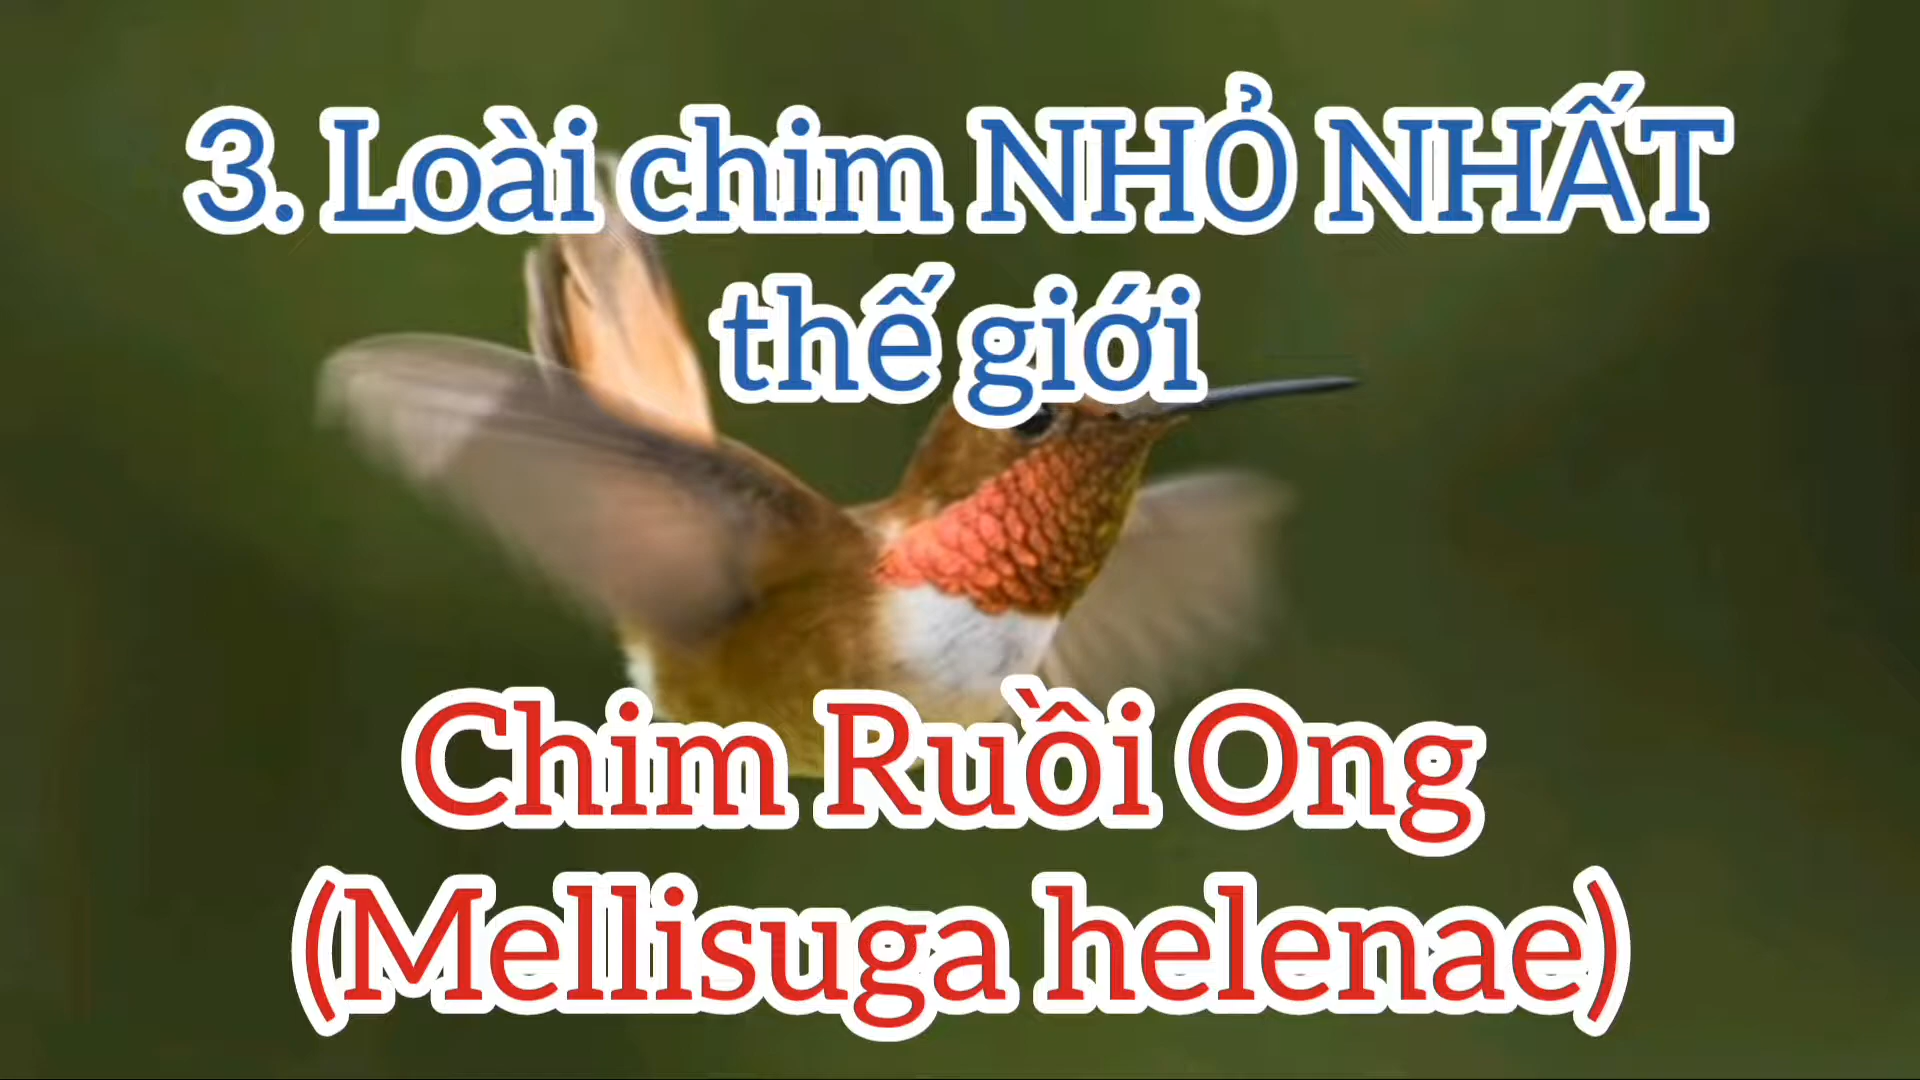 3. Loài chim NHỎ NHẤT
thế giới
Chim Ruồi Ong
(Mellisuga helenae)